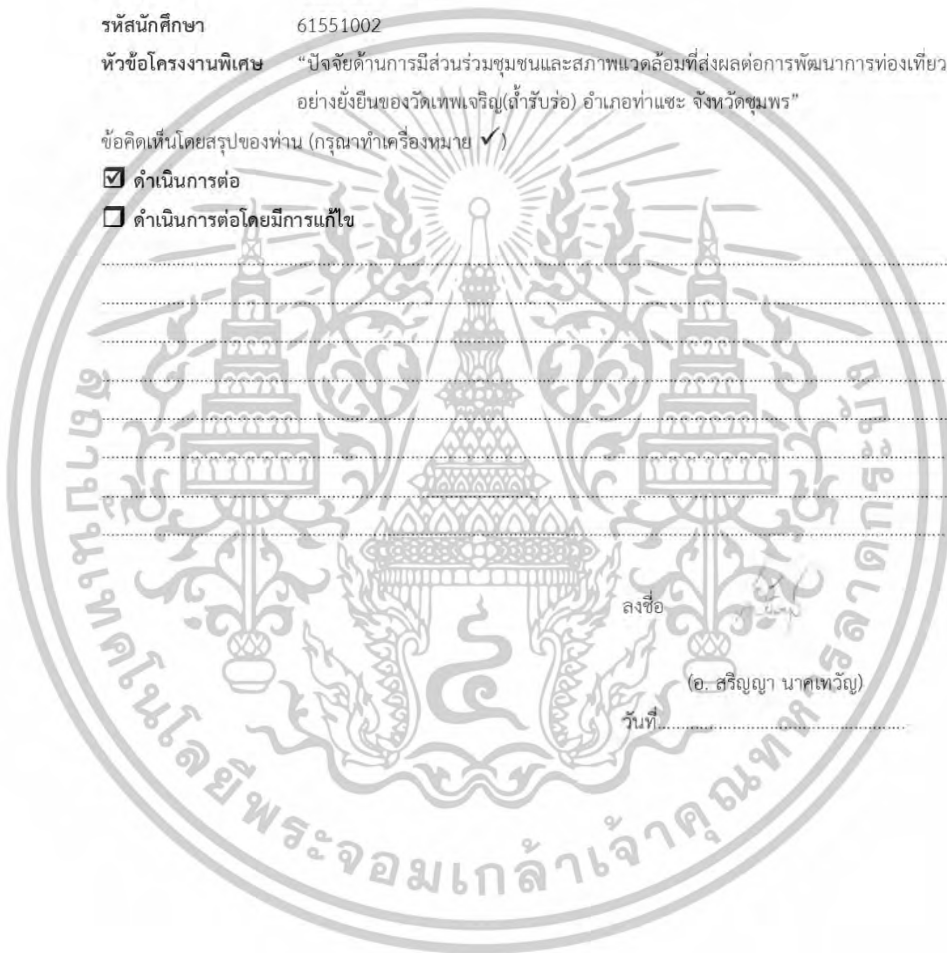 รหัสนักศึกษา 61551002
หัวข้อโครงงานพิเศษ “ปัจจัยด้านการมีส่วนร่วมชุมชนและสภาพแวดล้อมที่ส่งผลต่อการพัฒนาการท่องเที่ยว
อย่างยั่งยืนของวัดเทพเจริญ(ถ้ำรับร่อ) อำเภอท่าแซะ จังหวัดชุมพร”
ข้อคิดเห็นโดยสรุปของท่าน (กรุณาทำเครื่องหมาย ✓)
☑ ดำเนินการต่อ
☐ ดำเนินการต่อโดยมีการแก้ไข
ลงชื่อ
(อ. สริญญา นาคเทวัญ)
วันที่
สถาบันเทคโนโลยีพระจอมเกล้าเจ้าคุณทหารลาดกระบัง